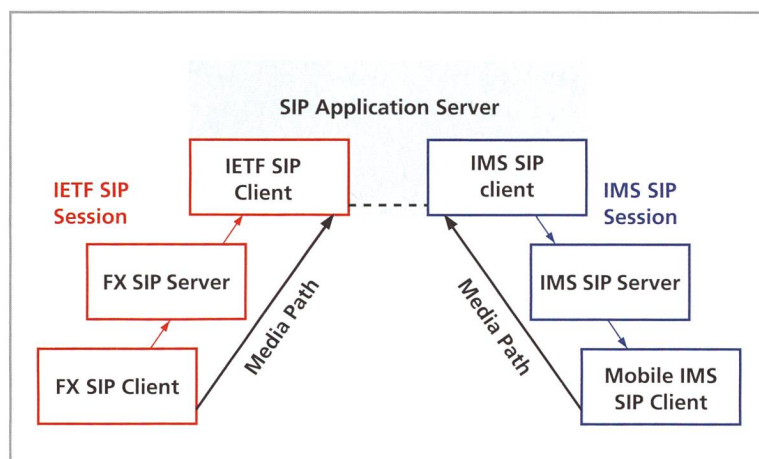 SIP Application Server
IETF SIP
Client
IMS SIP
client
IETF SIP
Session
IMS SIP
Session
FX SIP Server
IMS SIP Server
Media Path
Media Path
FX SIP Client
Mobile IMS
SIP Client